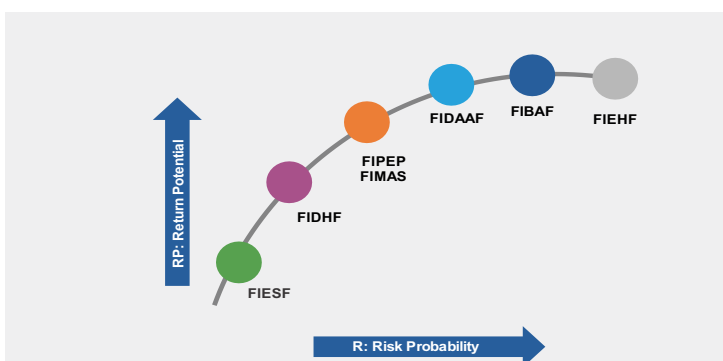 FIDAAF
FIBAF
FIEHF
FIPEP
FIMAS
FIDHF
FIESF
RP: Return Potential
R: Risk Probability